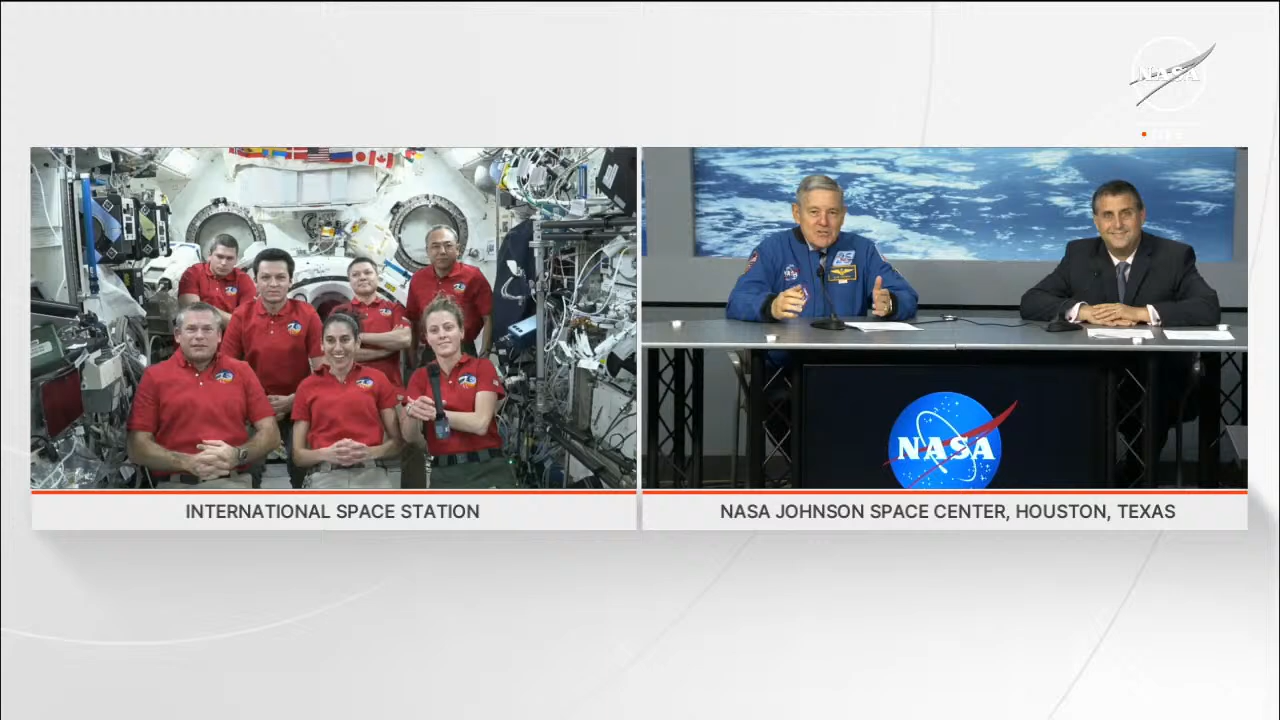 NASA
INTERNATIONAL SPACE STATION
NASA
NASA JOHNSON SPACE CENTER, HOUSTON, TEXAS